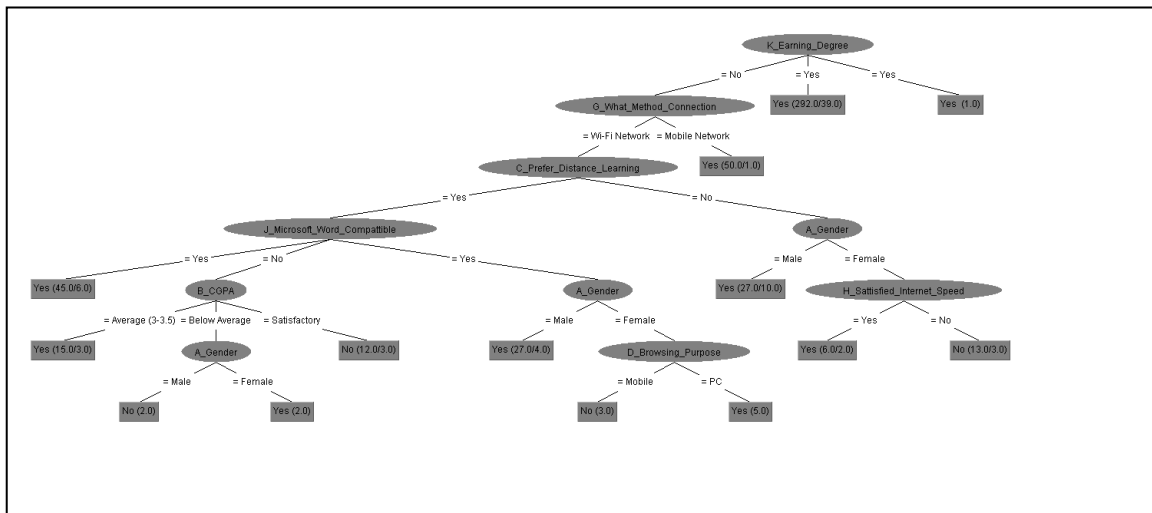 K_Earning_Degree
= No
= Yes
= Yes
G_What_Method_Connection
Yes (292.0/39.0)
Yes (1.0)
= Wi-Fi Network
= Mobile Network
C_Prefer_Distance_Learning
Yes (50.0/1.0)
= Yes
= No
J_Microsoft_Word_Compattible
A_Gender
= Yes
= No
= Yes
= Male
= Female
Yes (45.0/6.0)
B_CGPA
A_Gender
Yes (27.0/10.0)
H_Sattisfied_Internet_Speed
= Average (3-3.5)
= Below Average
= Satisfactory
= Male
= Female
= Yes
= No
Yes (15.0/3.0)
A_Gender
No (12.0/3.0)
Yes (27.0/4.0)
D_Browsing_Purpose
Yes (6.0/2.0)
No (13.0/3.0)
= Male
= Female
= Mobile
= PC
No (2.0)
Yes (2.0)
No (3.0)
Yes (5.0)